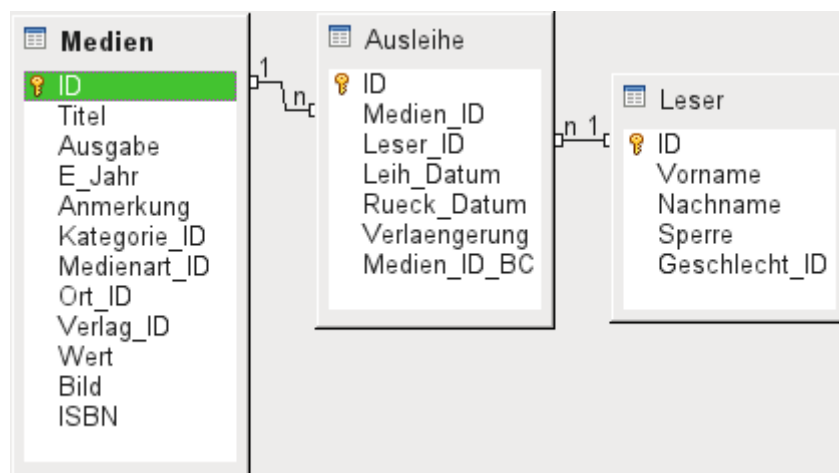 Medien
ID
Titel
Ausgabe
E_Jahr
Anmerkung
Kategorie_ID
Medienart_ID
Ort_ID
Verlag_ID
Wert
Bild
ISBN
1
n
Ausleihe
ID
Medien_ID
Leser_ID
Leih_Datum
Rueck_Datum
Verlaengerung
Medien_ID_BC
n 1
Leser
ID
Vorname
Nachname
Sperre
Geschlecht_ID